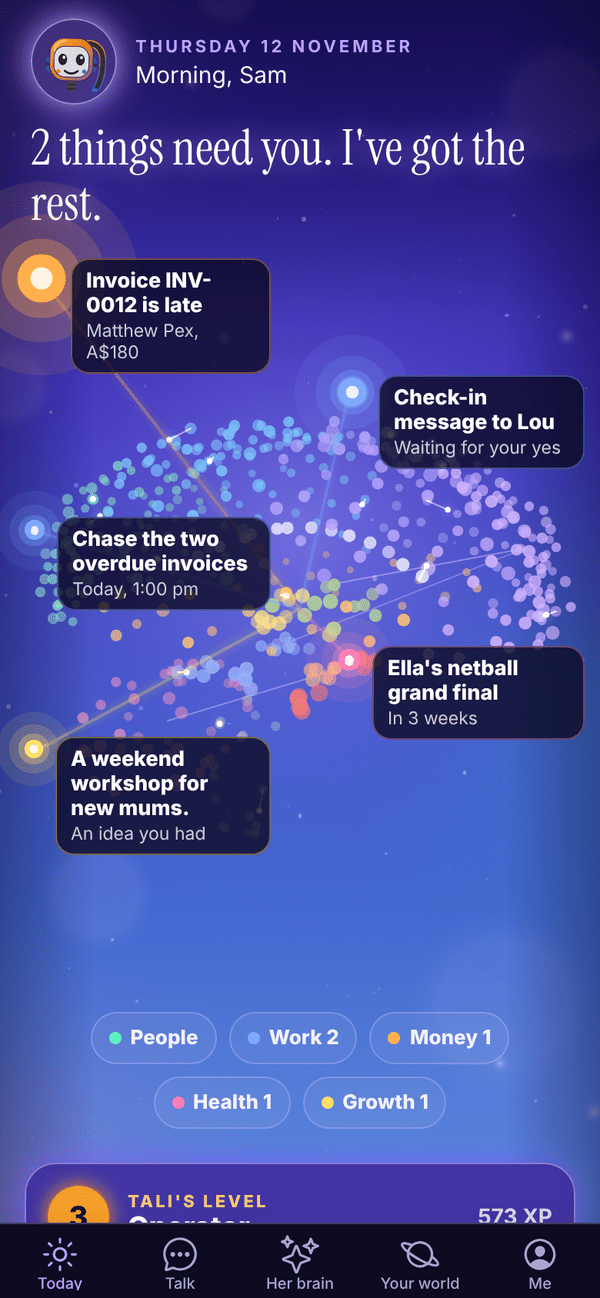 THURSDAY 12 NOVEMBER
Morning, Sam
2 things need you. I've got the
rest.
Invoice INV-
0012 is late
Matthew Pex,
A$180
Check-in
message to Lou
Waiting for your yes
Chase the two
overdue invoices
Today, 1:00 pm
Ella's netball
grand final
In 3 weeks
A weekend
workshop for
new mums.
An idea you had
People
Work 2
Money 1
Health 1
Growth 1
3
TALI'S LEVEL
Operator
573 XP
Today
Talk
Her brain
Your world
Me